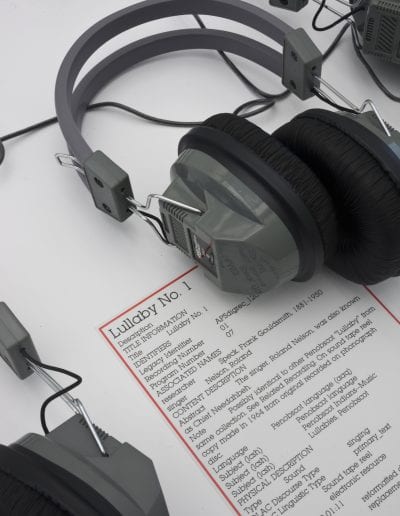 Lullaby No. 1
Description
TITLE INFORMATION
Title Lullaby No. 1
IDENTIFIERS
Legacy Identifier
Recording Number 01
Program Number 07
ASSOCIATED NAMES
researcher Speck, Frank Gouldsmith, 1881-1950
singer Nelson, Roland
CONTENT DESCRIPTION
Abstract The singer, Roland Nelson, was also known
as Chief Needahbeh,
Note Possibly identical to other Penobscot "Lullaby" from
same collection. See Related Recording on sound tape reel
copy made in 1964 from original recorded on phonograph
disc
Language Penobscot language
Subject (lcsh) Penobscot language
Subject (lcsh) Penobscot Indians-Music
Subject (lcsh) Lullabies, Penobscot
PHYSICAL DESCRIPTION
Type Sound
Discourse Type singing
Linguistic Type primary_text
Sound tape reel
electronic resource
reformatted
replacement